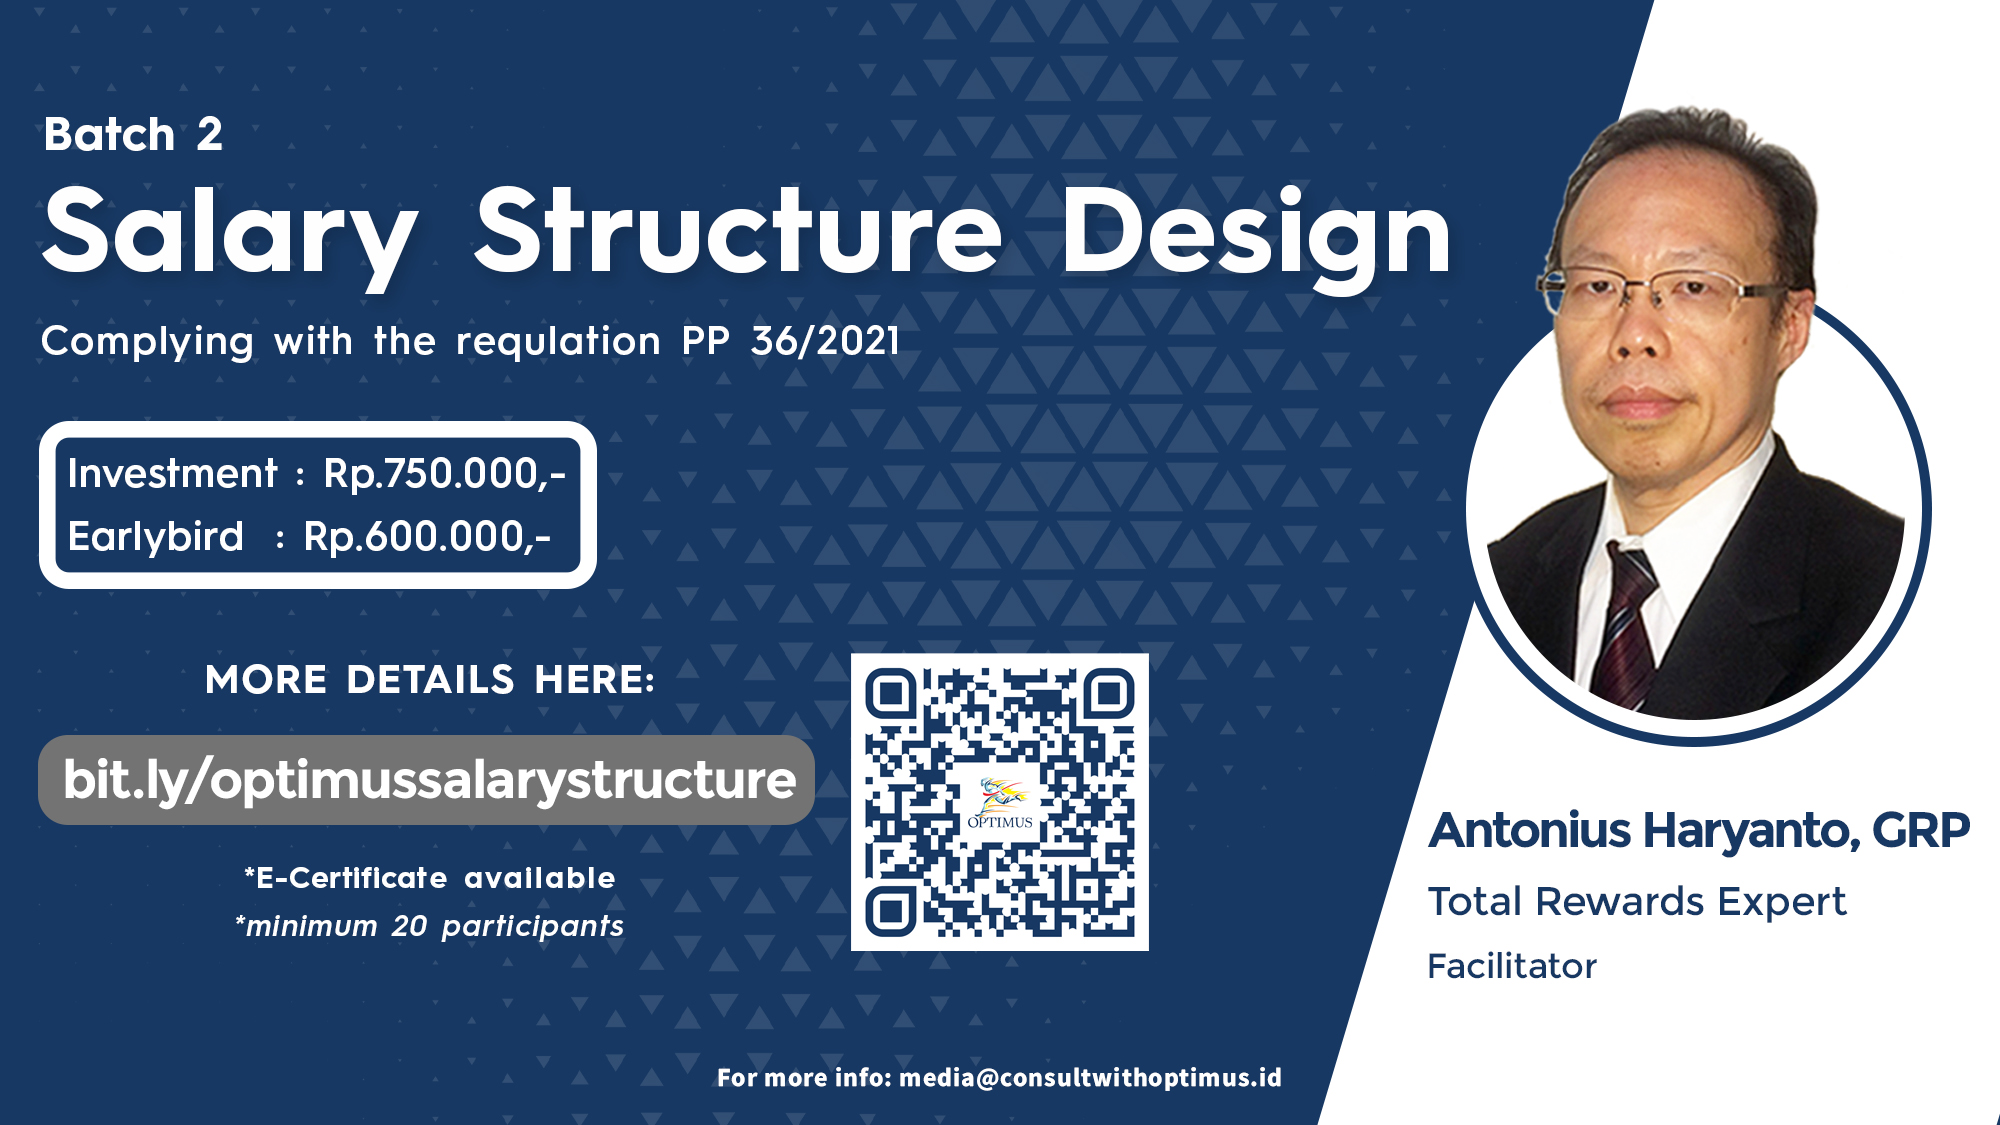 Batch 2
Salary Structure Design
Complying with the requlation PP 36/2021
Investment : Rp.750.000,-
Earlybird : Rp.600.000,-
MORE DETAILS HERE:
bit.ly/optimussalarystructure
*E-Certificate available
*minimum 20 participants
OPTIMUS
Antonius Haryanto, GRP
Total Rewards Expert
Facilitator
For more info: media@consultwithoptimus.id